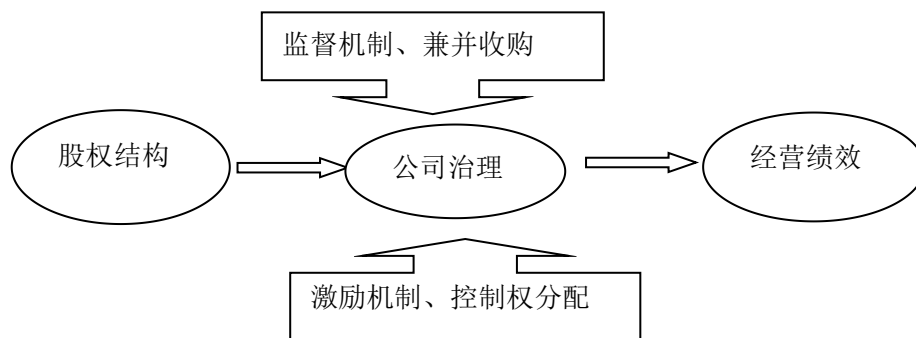 监督机制、兼并收购
股权结构
公司治理
经营绩效
激励机制、控制权分配